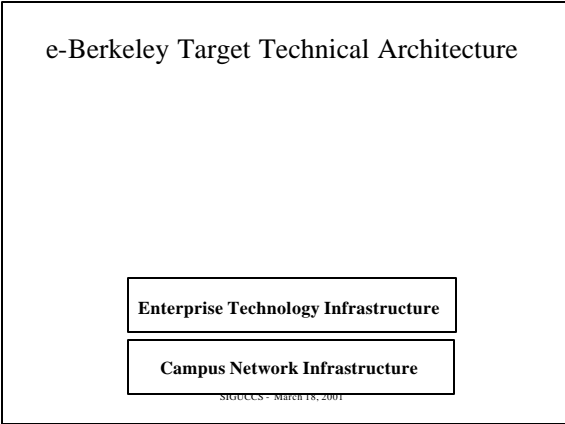 e-Berkeley Target Technical Architecture
Enterprise Technology Infrastructure
Campus Network Infrastructure
SIGUCCS - March 18, 2001